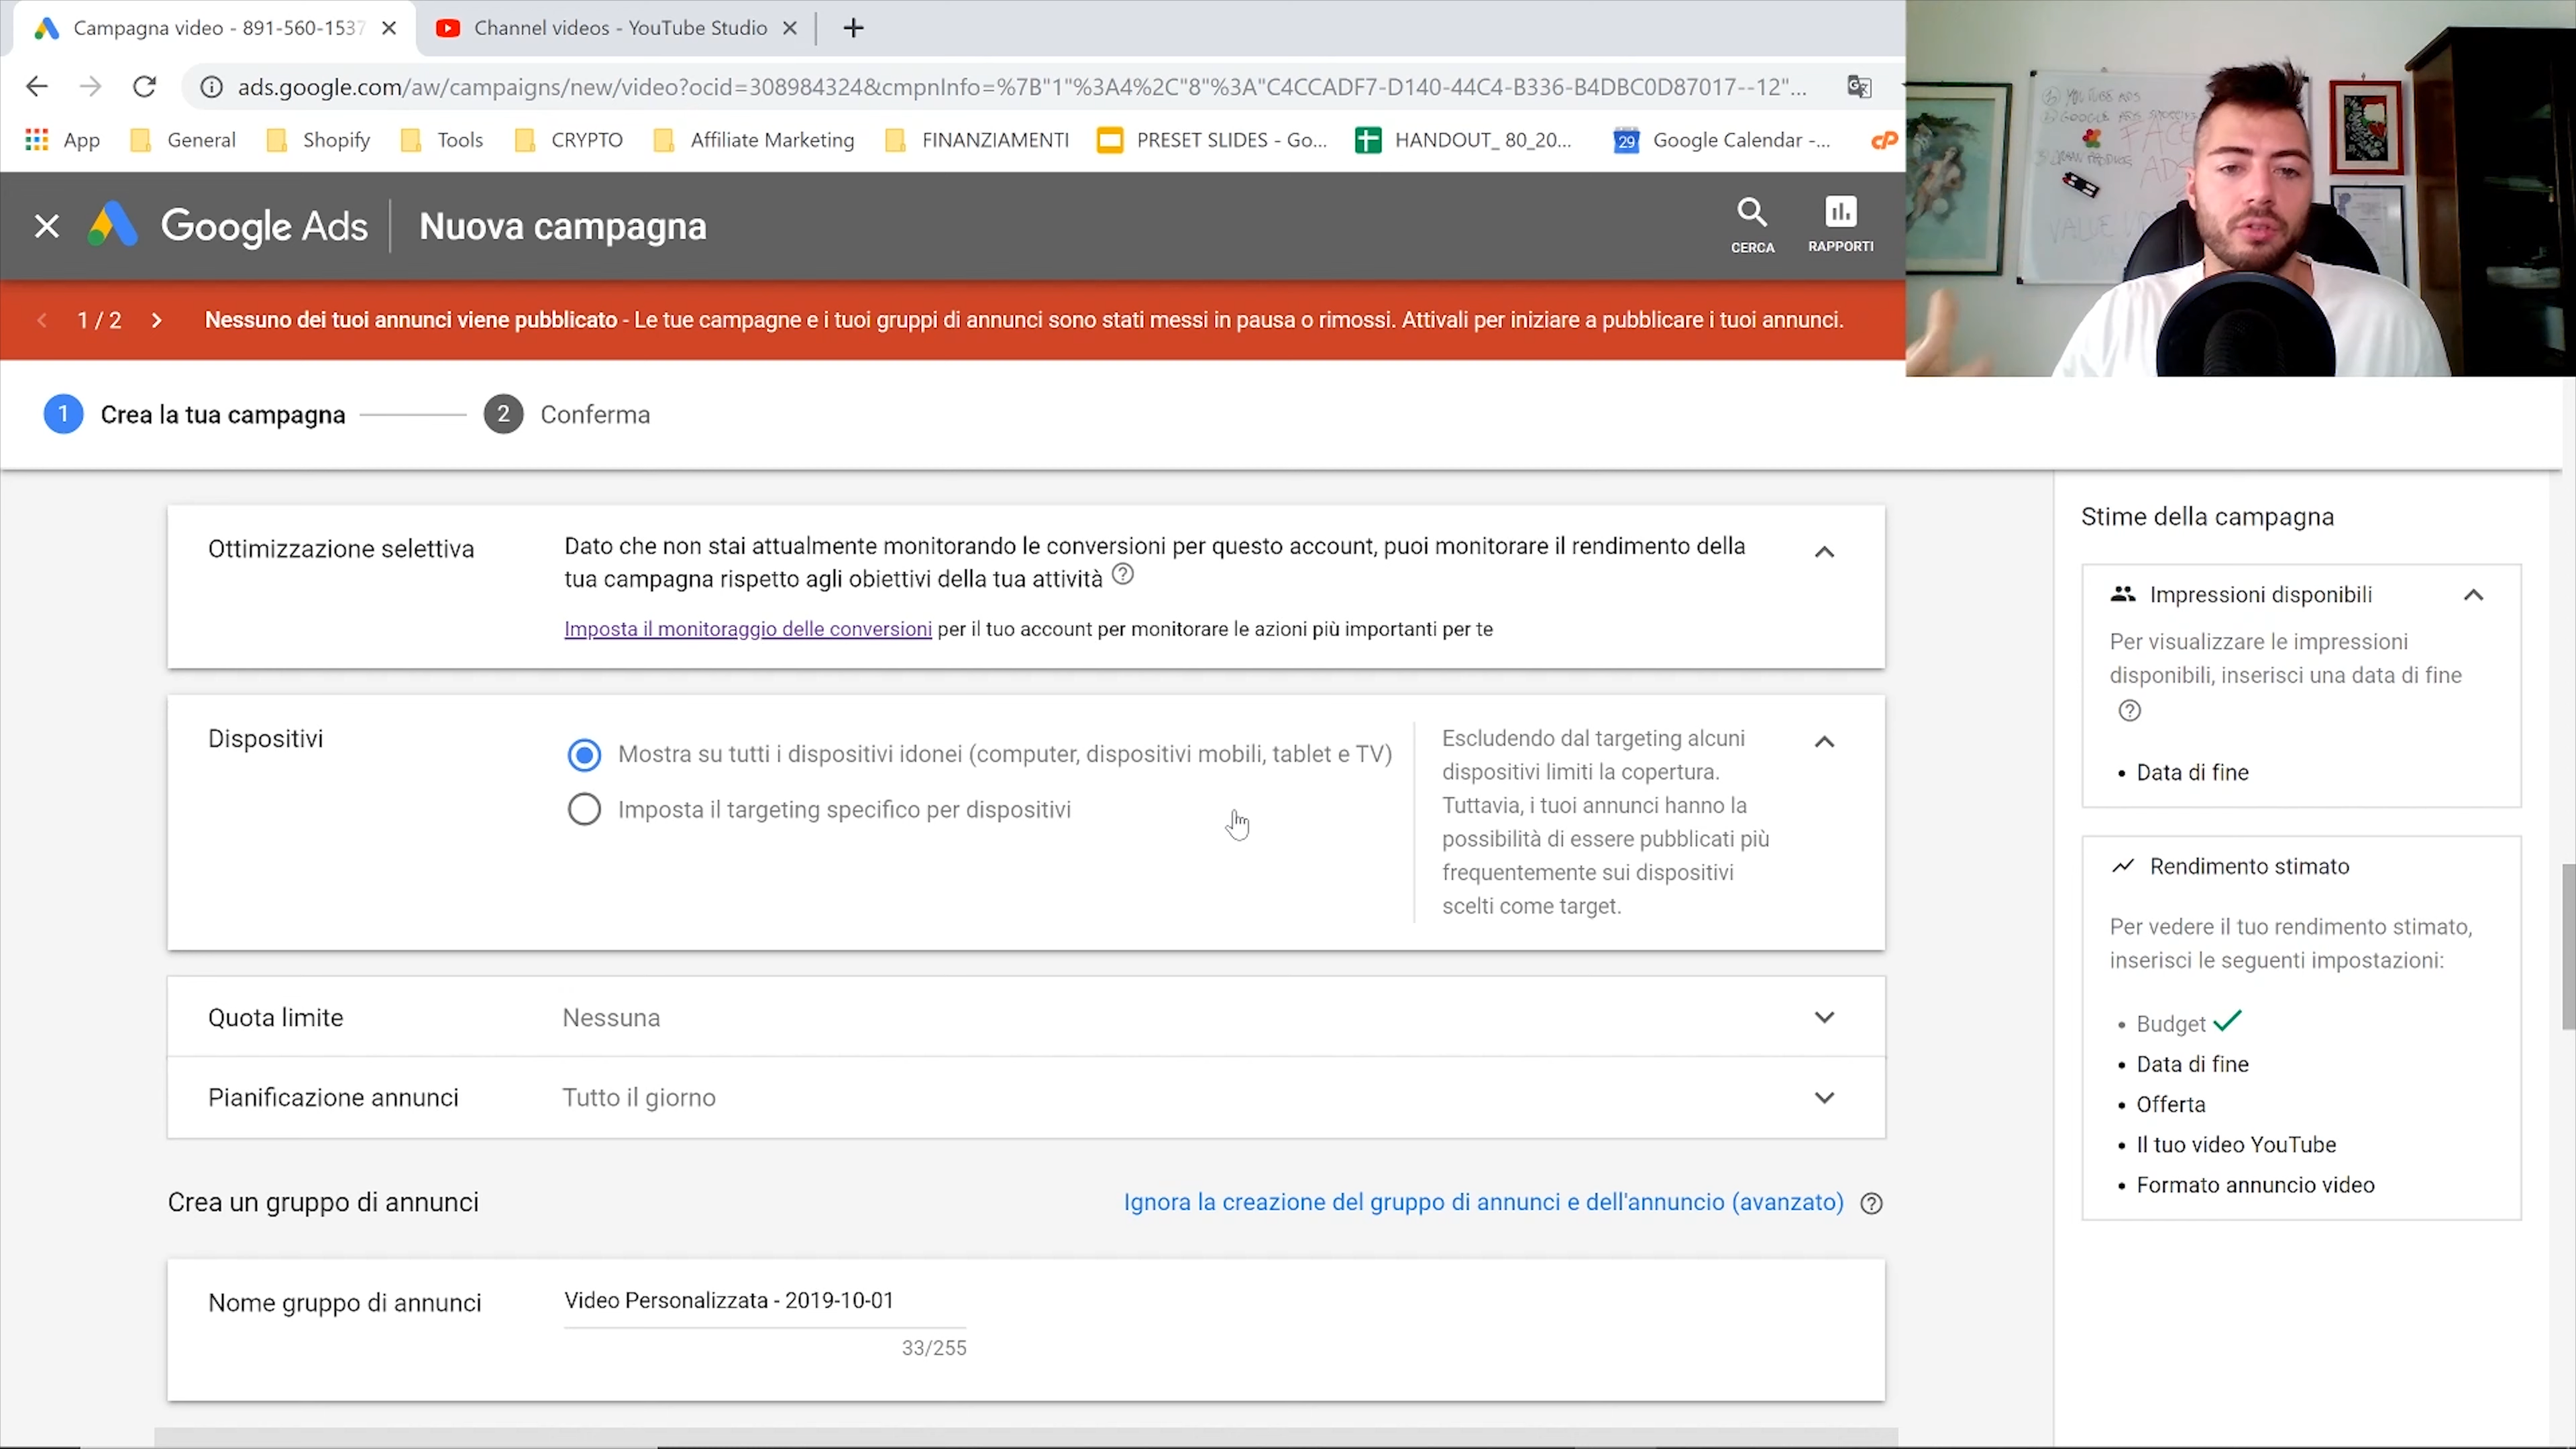 Campagna video - 891-560-1537
Channel videos - YouTube Studio
ads.google.com/aw/campaigns/new/video?ocid=308984324&cmpnInfo=%7B"1"%3A4%2C"8"%3A"C4CCADF7-D140-44C4-B336-B4DBC0D87017--12"...
App
General
Shopify
Tools
CRYPTO
Affiliate Marketing
FINANZIAMENTI
PRESET SLIDES - Go...
HANDOUT_ 80_20...
29
Google Calendar -...
Google Ads
Nuova campagna
CERCA
RAPPORTI
1 / 2
Nessuno dei tuoi annunci viene pubblicato - Le tue campagne e i tuoi gruppi di annunci sono stati messi in pausa o rimossi. Attivali per iniziare a pubblicare i tuoi annunci.
1 Crea la tua campagna
2 Conferma
Ottimizzazione selettiva
Dato che non stai attualmente monitorando le conversioni per questo account, puoi monitorare il rendimento della
tua campagna rispetto agli obiettivi della tua attività
Imposta il monitoraggio delle conversioni per il tuo account per monitorare le azioni più importanti per te
Dispositivi
Mostra su tutti i dispositivi idonei (computer, dispositivi mobili, tablet e TV)
Imposta il targeting specifico per dispositivi
Escludendo dal targeting alcuni
dispositivi limiti la copertura.
Tuttavia, i tuoi annunci hanno la
possibilità di essere pubblicati più
frequentemente sui dispositivi
scelti come target.
Quota limite
Nessuna
Pianificazione annunci
Tutto il giorno
Crea un gruppo di annunci
Ignora la creazione del gruppo di annunci e dell'annuncio (avanzato)
Nome gruppo di annunci
Video Personalizzata - 2019-10-01
33/255
Stime della campagna
Impressioni disponibili
Per visualizzare le impressioni
disponibili, inserisci una data di fine
• Data di fine
Rendimento stimato
Per vedere il tuo rendimento stimato,
inserisci le seguenti impostazioni:
• Budget
• Data di fine
• Offerta
• Il tuo video YouTube
• Formato annuncio video